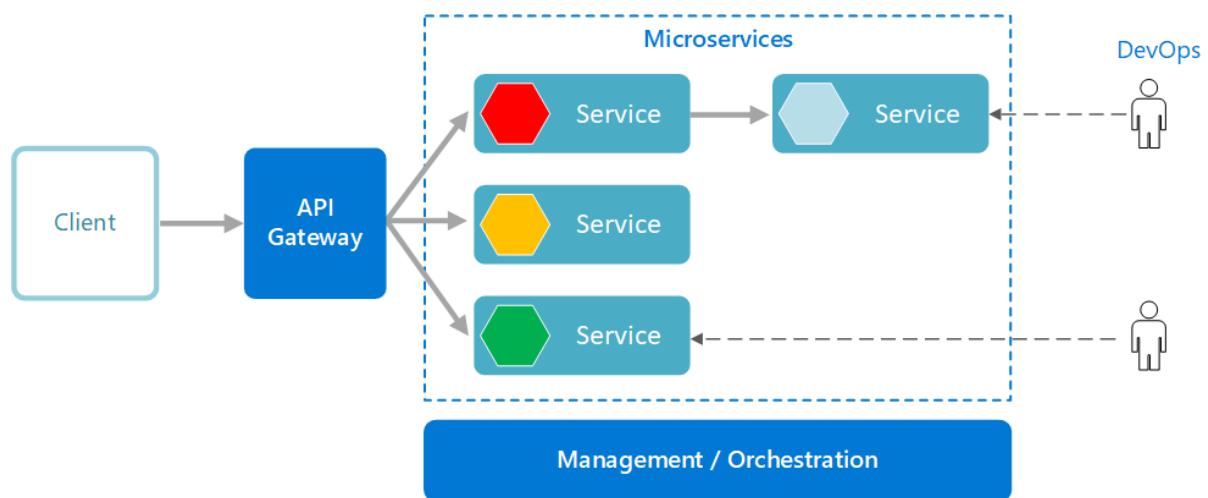 Microservices
DevOps
Service
Service
Client
API
Gateway
Service
Service
Management / Orchestration